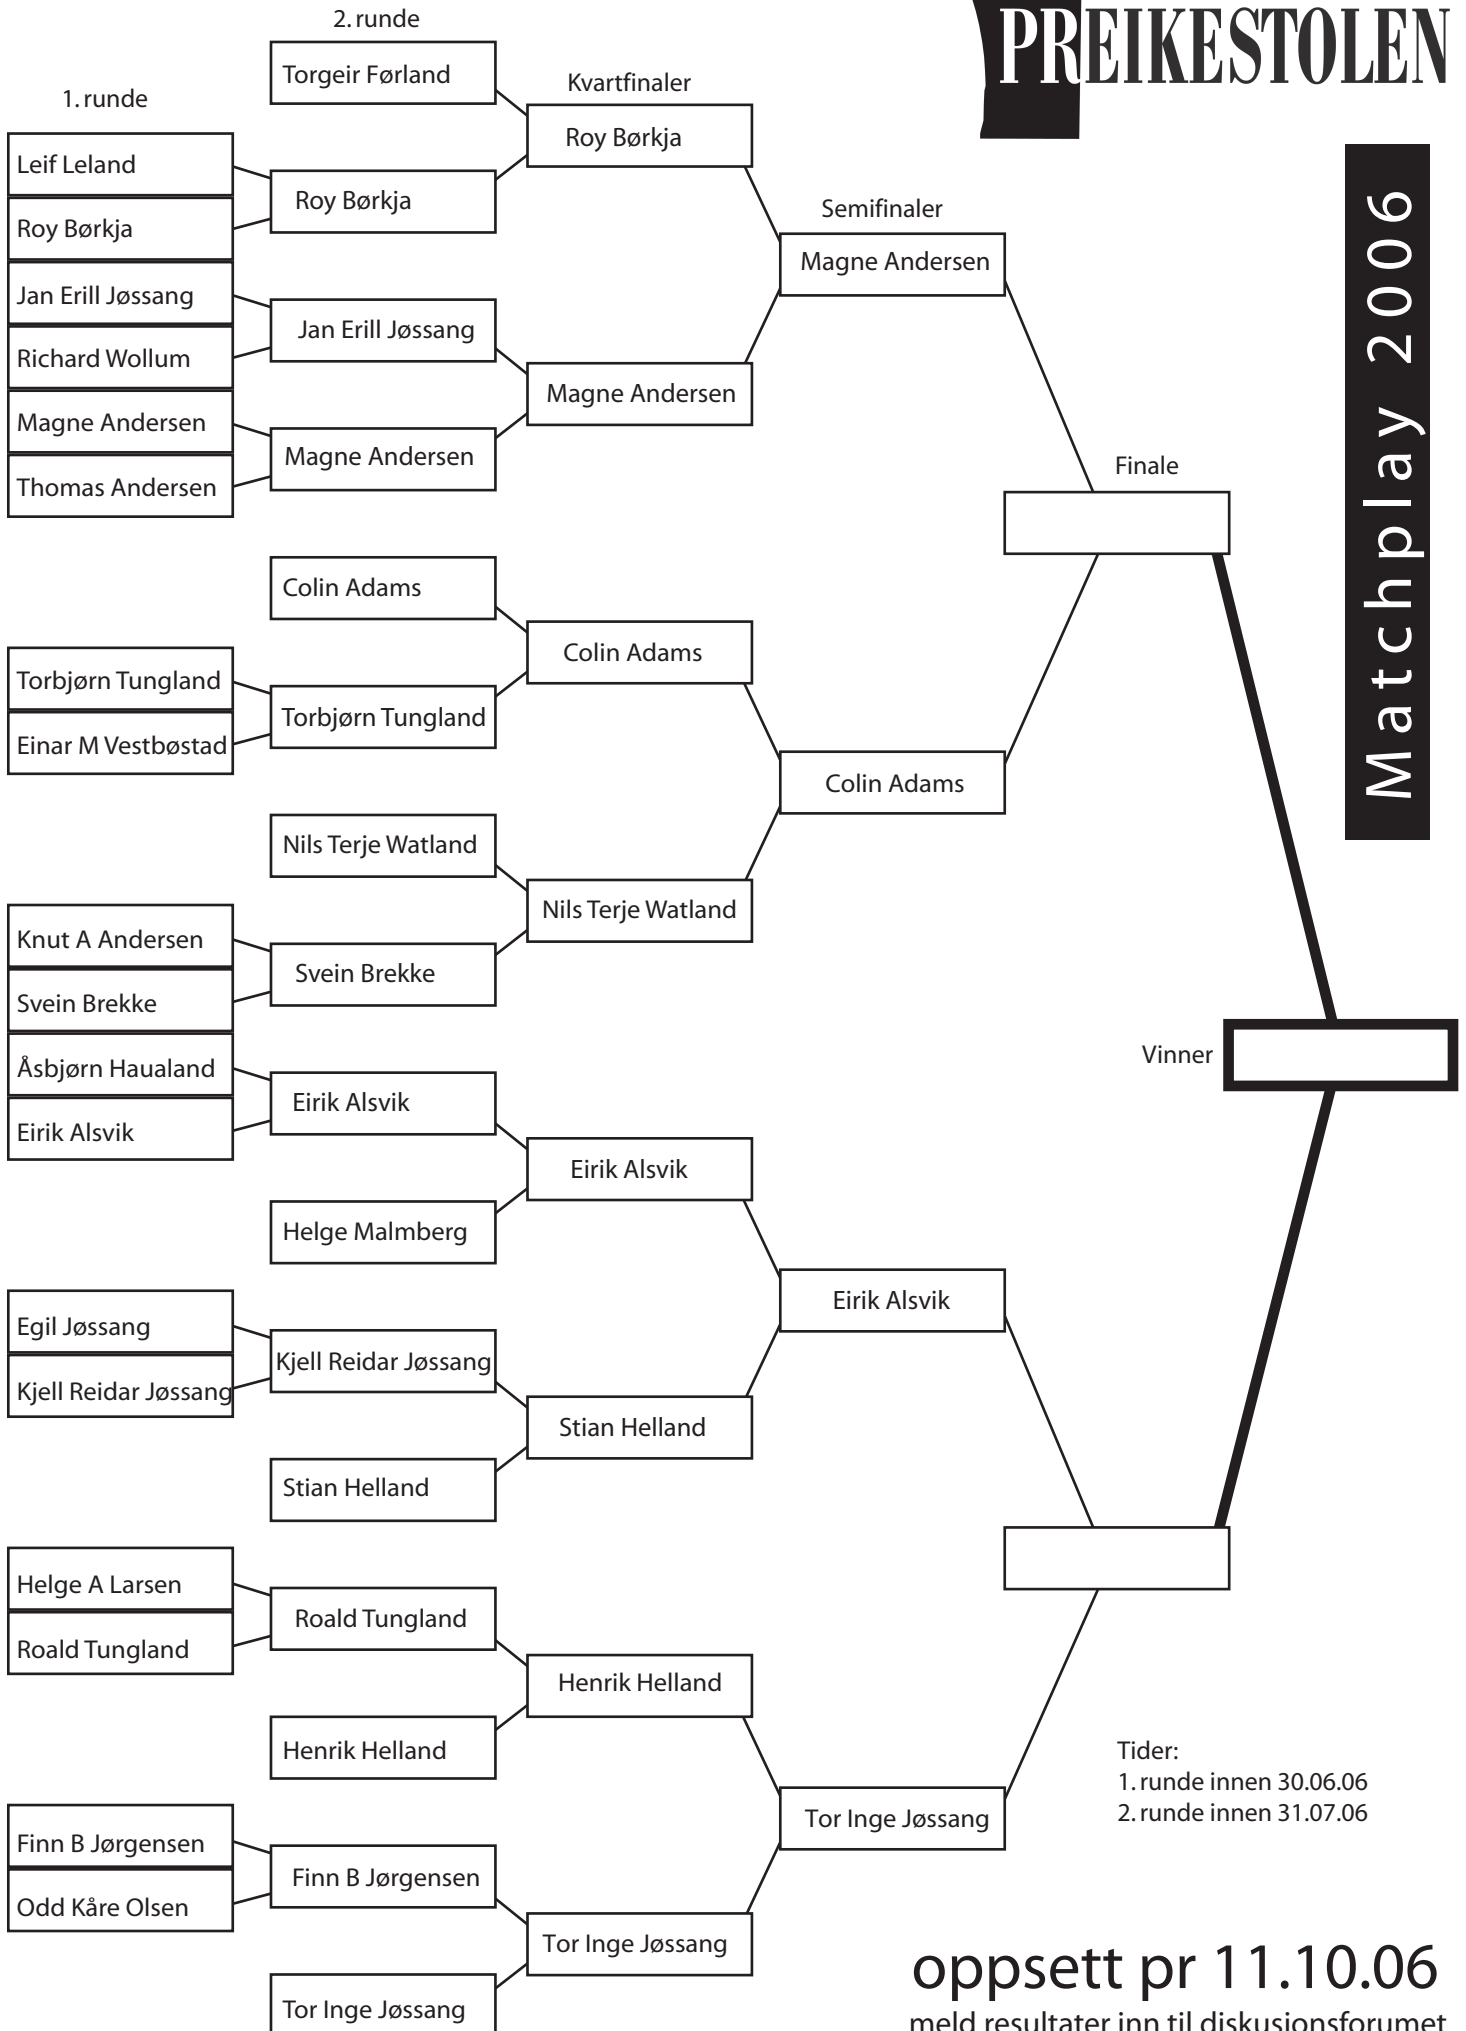 PREIKESTOLEN
Matchplay 2006
1. runde
Leif Leland
Roy Børkja
Jan Erill Jøssang
Richard Wollum
Magne Andersen
Thomas Andersen
Torbjørn Tungland
Einar M Vestbøstad
Knut A Andersen
Svein Brekke
Åsbjørn Haualand
Eirik Alsvik
Egil Jøssang
Kjell Reidar Jøssang
Helge A Larsen
Roald Tungland
Finn B Jørgensen
Odd Kåre Olsen
2. runde
Torgeir Førland
Roy Børkja
Jan Erill Jøssang
Magne Andersen
Colin Adams
Torbjørn Tungland
Nils Terje Watland
Svein Brekke
Eirik Alsvik
Helge Malmberg
Kjell Reidar Jøssang
Stian Helland
Roald Tungland
Henrik Helland
Finn B Jørgensen
Tor Inge Jøssang
Kvartfinaler
Roy Børkja
Magne Andersen
Colin Adams
Nils Terje Watland
Eirik Alsvik
Stian Helland
Henrik Helland
Tor Inge Jøssang
Semifinaler
Magne Andersen
Colin Adams
Eirik Alsvik
Tor Inge Jøssang
Finale
Vinner
Tider:
1. runde innen 30.06.06
2. runde innen 31.07.06
oppsett pr 11.10.06
meld resultater inn til diskusjonsforumet